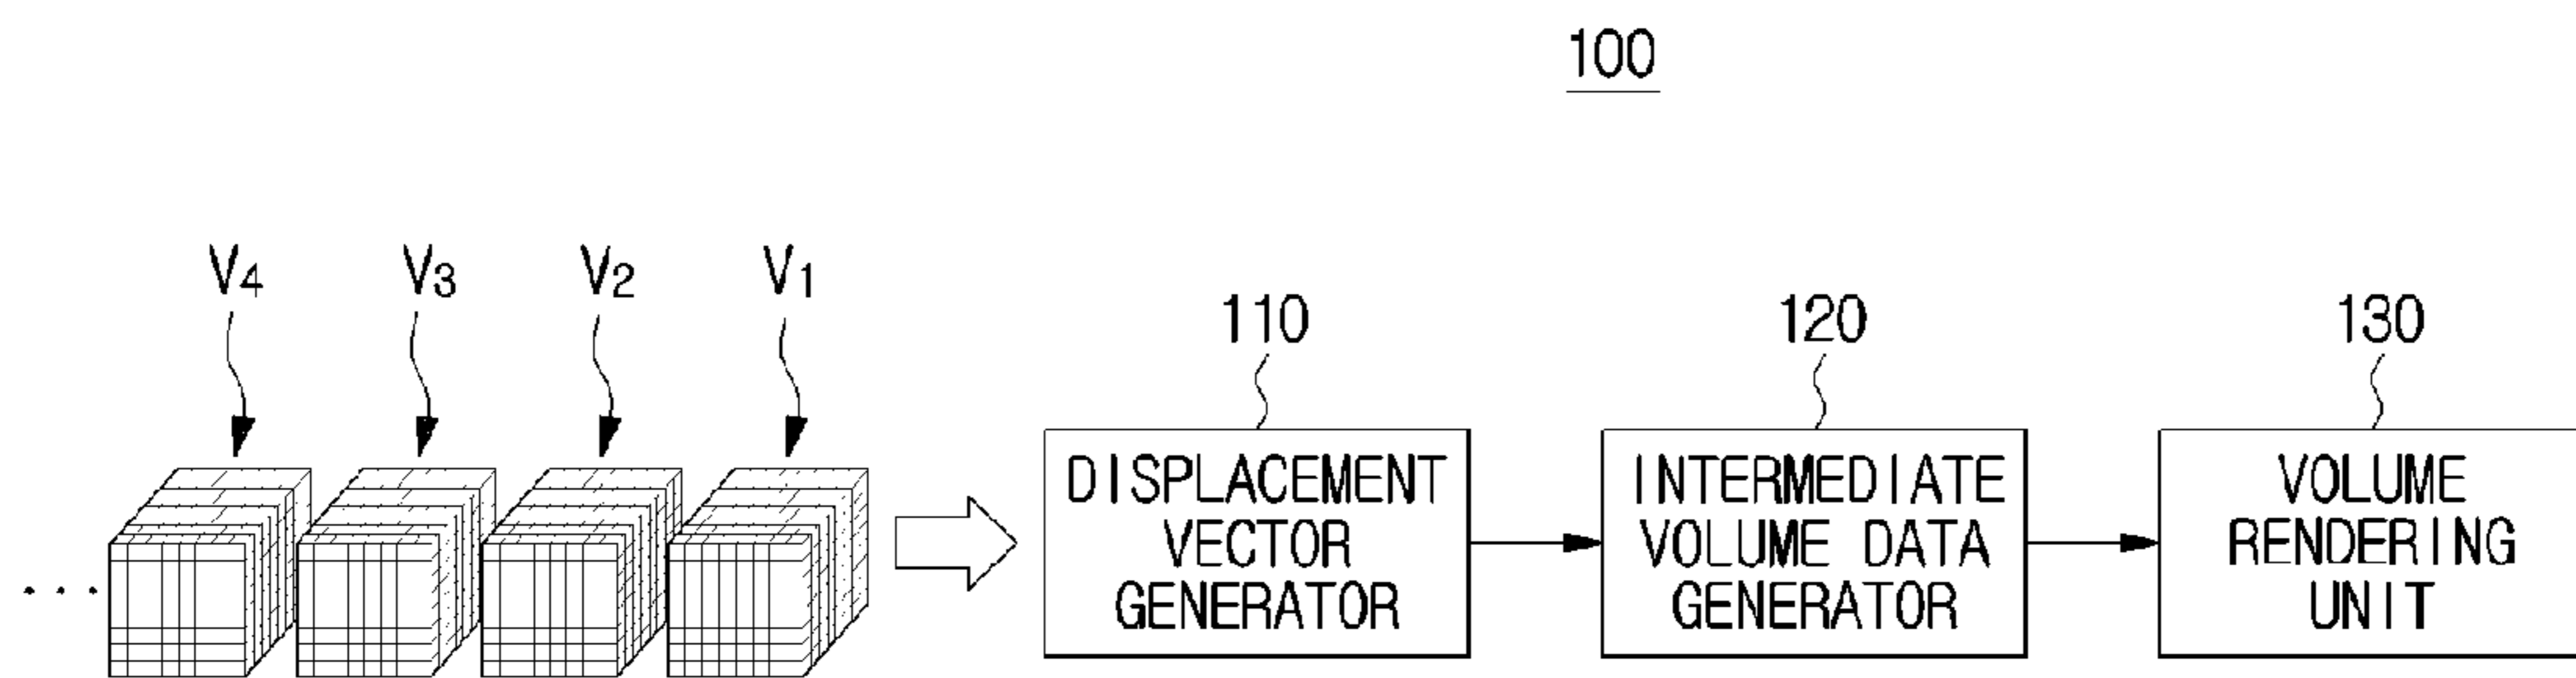 100
V4 V3 V2 V1
110 120 130
DISPLACEMENT
VECTOR
GENERATOR
INTERMEDIATE
VOLUME DATA
GENERATOR
VOLUME
RENDERING
UNIT
...